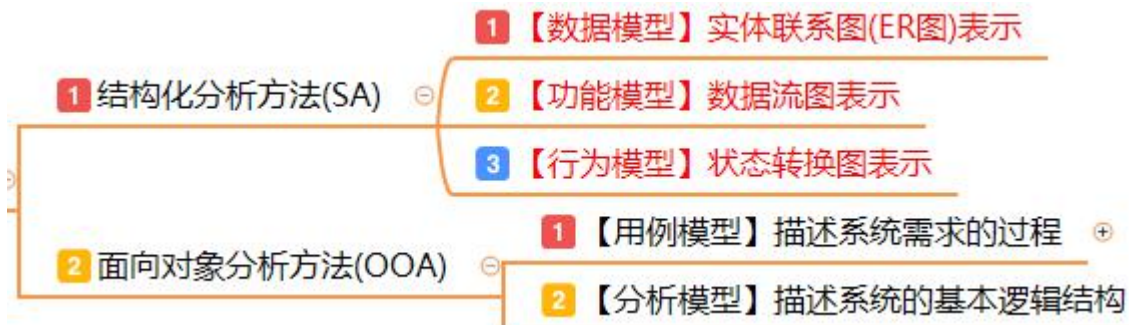 1 【数据模型】实体联系图(ER图)表示
1 结构化分析方法(SA)
2 【功能模型】数据流图表示
3 【行为模型】状态转换图表示
1 【用例模型】描述系统需求的过程
2 面向对象分析方法(OOA)
2 【分析模型】描述系统的基本逻辑结构